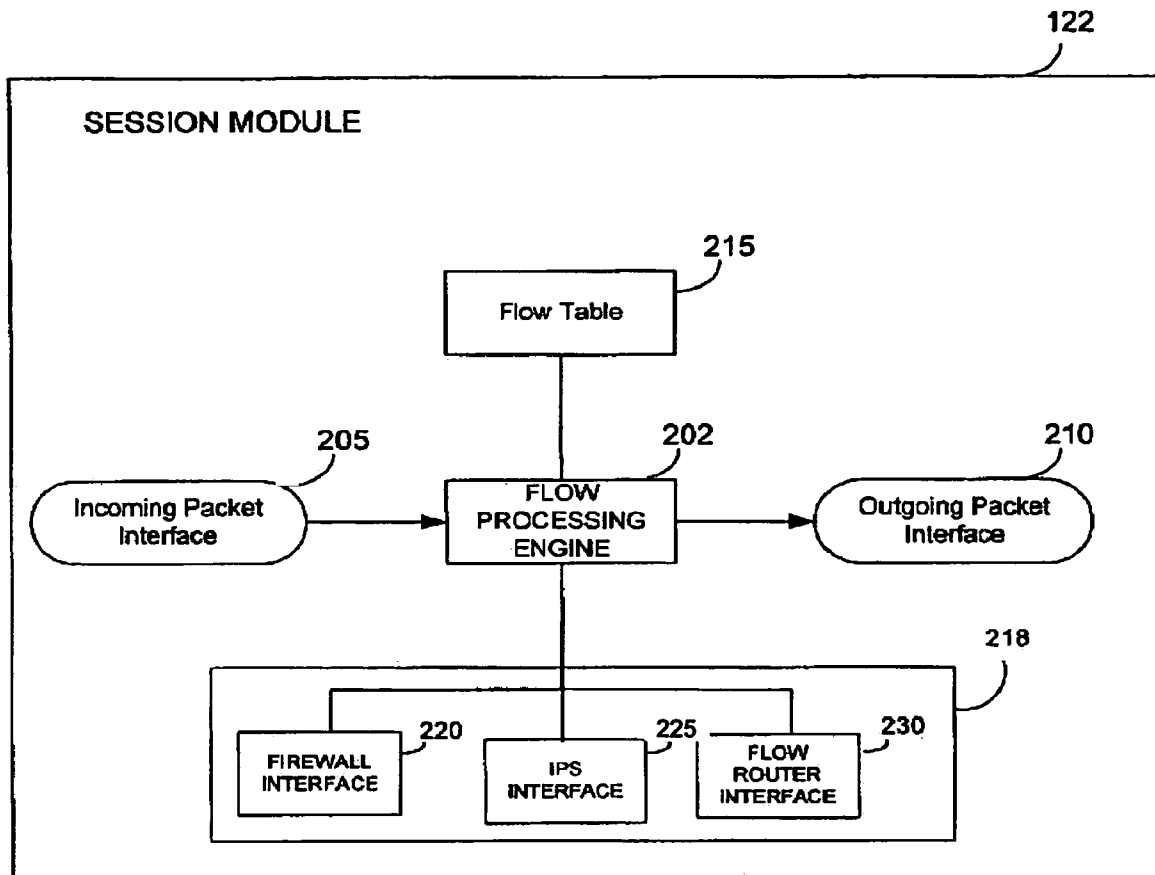 122
SESSION MODULE
215
Flow Table
205
202
210
Incoming Packet
Interface
FLOW
PROCESSING
ENGINE
Outgoing Packet
Interface
218
220
FIREWALL
INTERFACE
225
IPS
INTERFACE
230
FLOW
ROUTER
INTERFACE